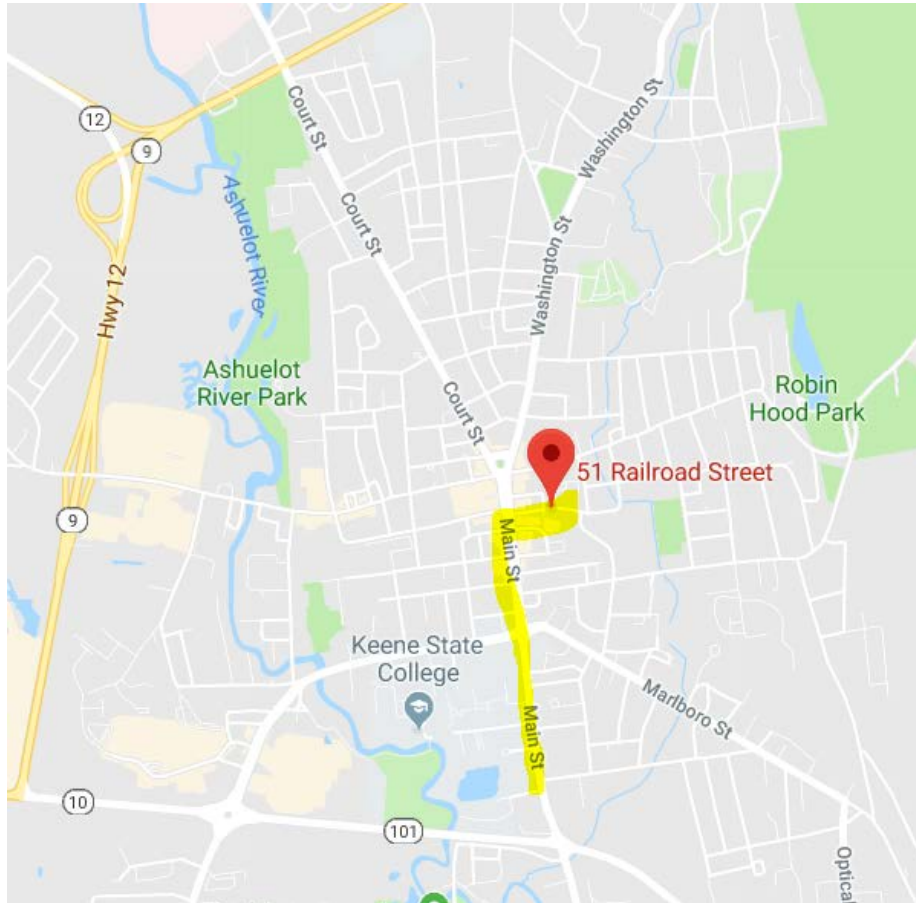 Court St
Washington St
12
9
Court St
Ashuelot River
Washington St
Hwy 12
Ashuelot
River Park
Robin
Hood Park
Court St
51 Railroad Street
9
Main St
Keene State
College
Marlboro St
Main St
10
101
Optical